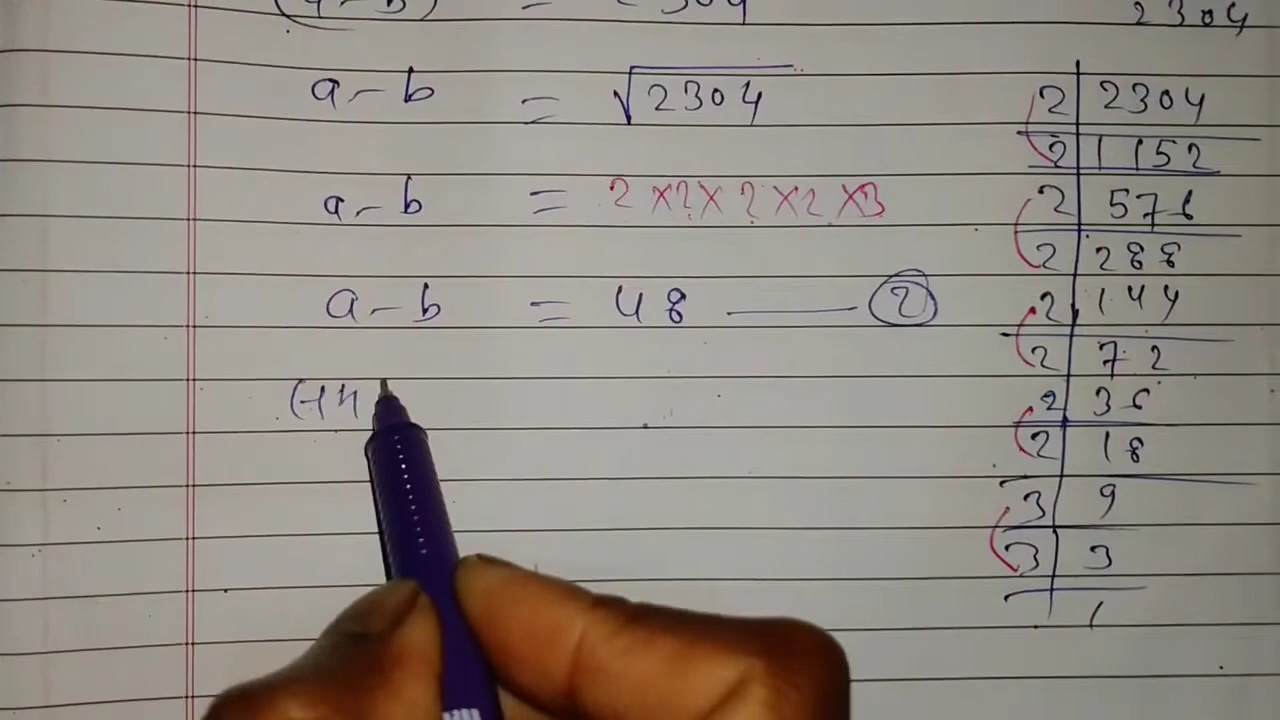 (a-b) = 2304
2304
a-b = √2304
a-b = 2×2×2×2×3
a-b = 48 —— ②
2 | 2304
2 | 1152
2 | 576
2 | 288
2 | 144
2 | 72
2 | 36
2 | 18
3 | 9
3 | 3
1